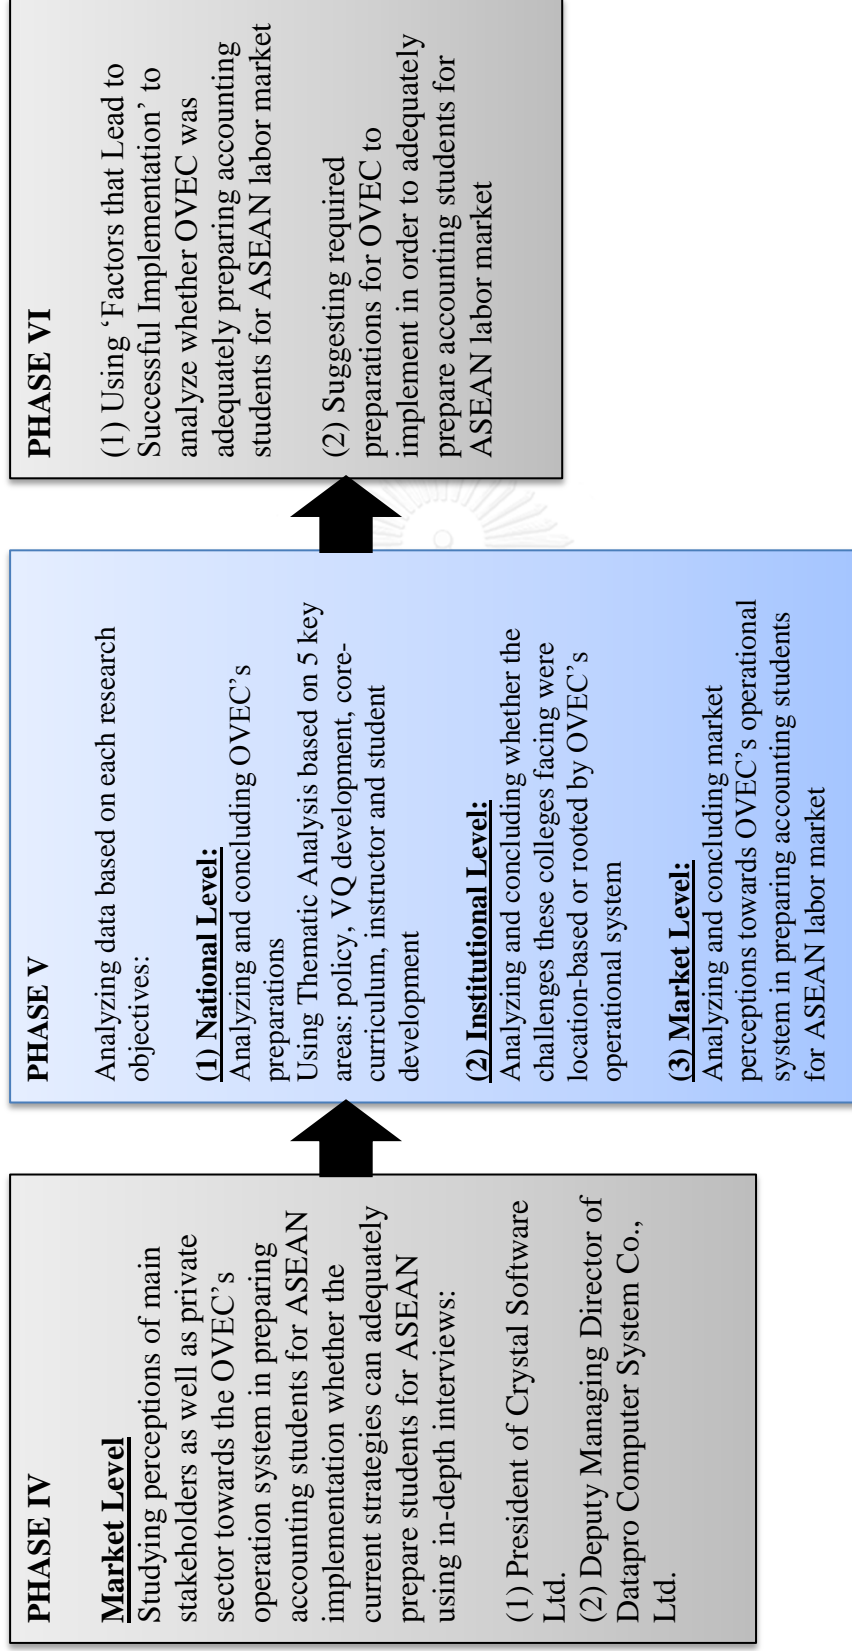 PHASE IV
Market Level
Studying perceptions of main
stakeholders as well as private
sector towards the OVEC’s
operation system in preparing
accounting students for ASEAN
implementation whether the
current strategies can adequately
prepare students for ASEAN
using in-depth interviews:
(1) President of Crystal Software
Ltd.
(2) Deputy Managing Director of
Datapro Computer System Co.,
Ltd.
PHASE V
Analyzing data based on each research
objectives:
(1) National Level:
Analyzing and concluding OVEC’s
preparations
Using Thematic Analysis based on 5 key
areas: policy, VQ development, core-
curriculum, instructor and student
development
(2) Institutional Level:
Analyzing and concluding whether the
challenges these colleges facing were
location-based or rooted by OVEC’s
operational system
(3) Market Level:
Analyzing and concluding market
perceptions towards OVEC’s operational
system in preparing accounting students
for ASEAN labor market
PHASE VI
(1) Using ‘Factors that Lead to
Successful Implementation’ to
analyze whether OVEC was
adequately preparing accounting
students for ASEAN labor market
(2) Suggesting required
preparations for OVEC to
implement in order to adequately
prepare accounting students for
ASEAN labor market